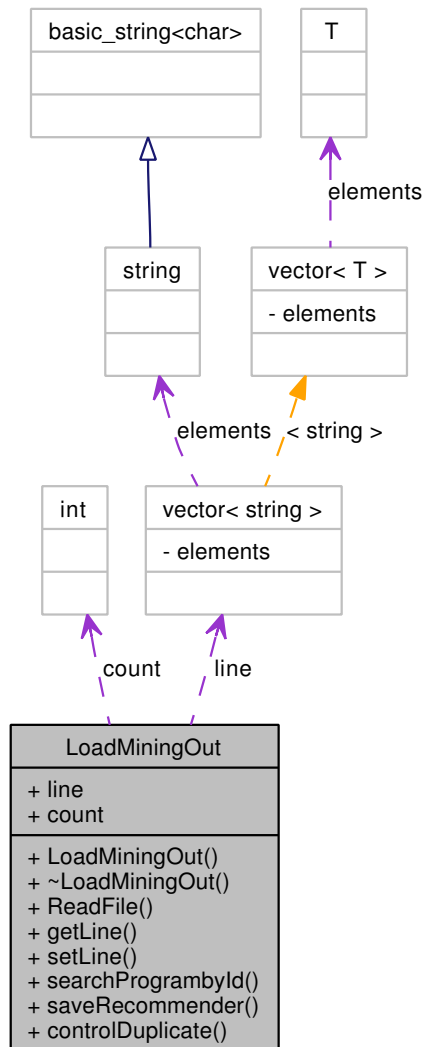 basic_string<char>
T
elements
string
vector< T >
- elements
elements
< string >
int
vector< string >
- elements
count
line
LoadMiningOut
+ line
+ count
+ LoadMiningOut()
+ ~LoadMiningOut()
+ ReadFile()
+ getLine()
+ setLine()
+ searchProgrambyId()
+ saveRecommender()
+ controlDuplicate()